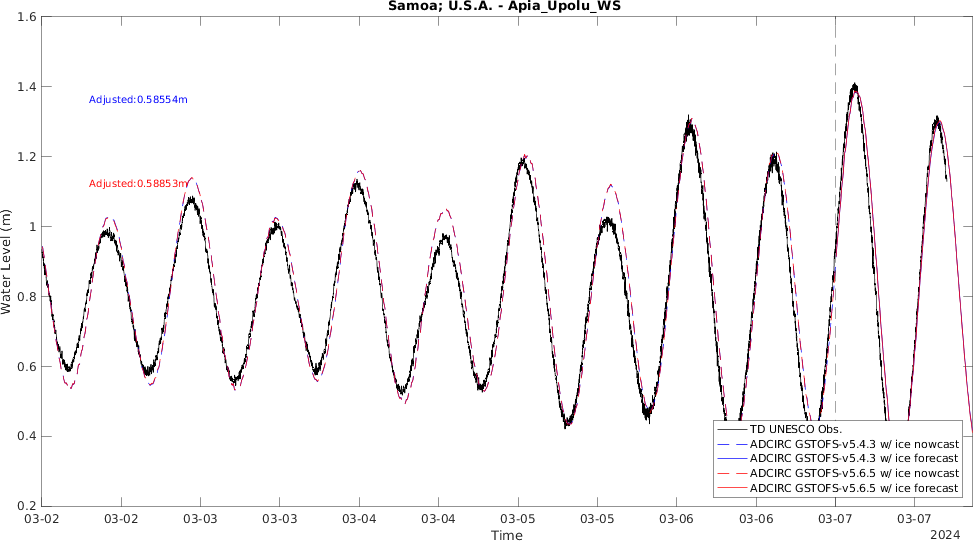 Samoa; U.S.A. - Apia_Upolu_WS
1.6
1.4
1.2
1
0.8
0.6
0.4
0.2
Water Level (m)
Adjusted:0.58554m
Adjusted:0.58853m
TD UNESCO Obs.
ADCIRC GSTOFS-v5.4.3 w/ ice nowcast
ADCIRC GSTOFS-v5.4.3 w/ ice forecast
ADCIRC GSTOFS-v5.6.5 w/ ice nowcast
ADCIRC GSTOFS-v5.6.5 w/ ice forecast
03-02 03-02 03-03 03-03 03-04 03-04 03-05 03-05 03-06 03-06 03-07 03-07
Time
2024